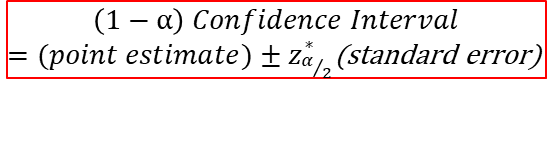 (1 − α) Confidence Interval
= (point estimate) ± z*α/2 (standard error)